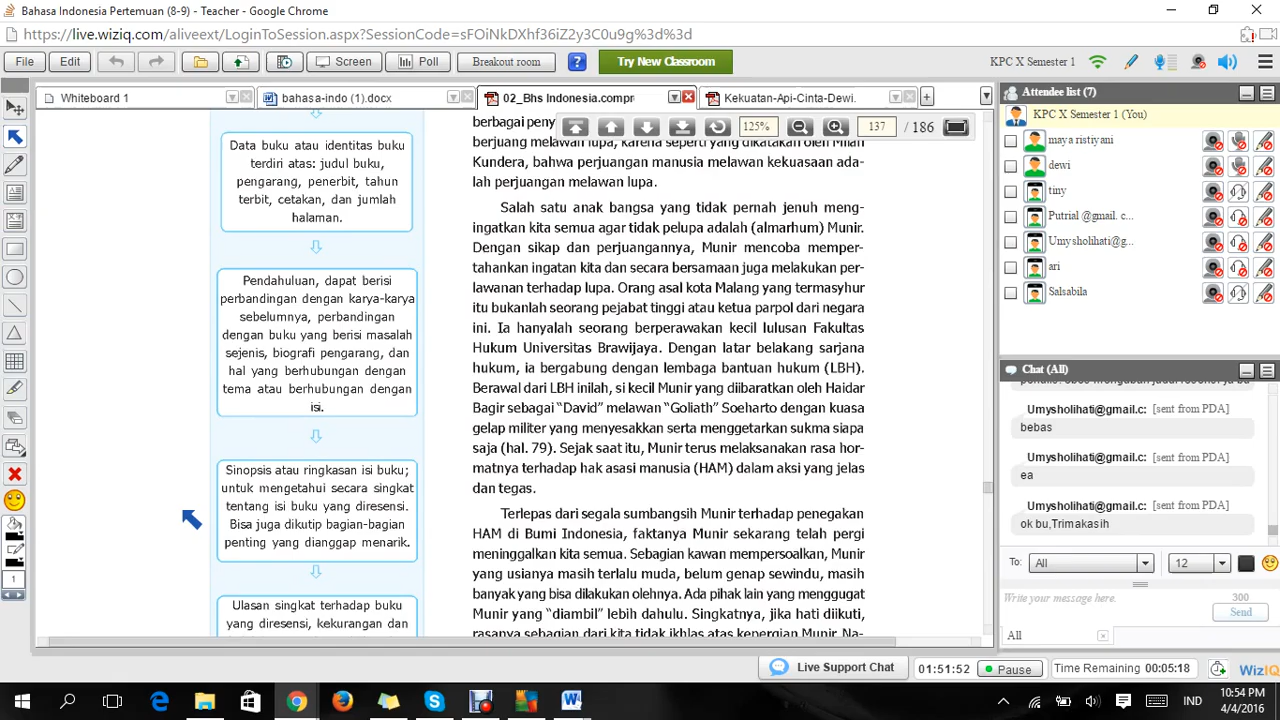 Bahasa Indonesia Pertemuan (8-9) - Teacher - Google Chrome
https://live.wiziq.com/aliveext/LoginToSession.aspx?SessionCode=sFOiNkDXhf36iZ2y3C0u9g%3d%3d
File Edit Screen Poll Breakout room ? Try New Classroom KPC X Semester 1
Whiteboard 1 bahasa-indo (1).docx 02_Bhs Indonesia.compr Kekuatan-Api-Cinta-Dewi.
125% 137 / 186
Data buku atau identitas buku
terdiri atas: judul buku,
pengarang, penerbit, tahun
terbit, cetakan, dan jumlah
halaman.
Pendahuluan, dapat berisi
perbandingan dengan karya-karya
sebelumnya, perbandingan
dengan buku yang berisi masalah
sejenis, biografi pengarang, dan
hal yang berhubungan dengan
tema atau berhubungan dengan
isi.
Sinopsis atau ringkasan isi buku;
untuk mengetahui secara singkat
tentang isi buku yang diresensi.
Bisa juga dikutip bagian-bagian
penting yang dianggap menarik.
Ulasan singkat terhadap buku
yang diresensi, kekurangan dan
berbagai
berjuang melawan lupa, karena seperti yang dikatakan oleh Milan
Kundera, bahwa perjuangan manusia melawan kekuasaan ada-
lah perjuangan melawan lupa.
Salah satu anak bangsa yang tidak pernah jenuh meng-
ingatkan kita semua agar tidak pelupa adalah (almarhum) Munir.
Dengan sikap dan perjuangannya, Munir mencoba memper-
tahankan ingatan kita dan secara bersamaan juga melakukan per-
lawanan terhadap lupa. Orang asal kota Malang yang termasyhur
itu bukanlah seorang pejabat tinggi atau ketua parpol dari negara
ini. Ia hanyalah seorang berperawakan kecil lulusan Fakultas
Hukum Universitas Brawijaya. Dengan latar belakang sarjana
hukum, ia bergabung dengan lembaga bantuan hukum (LBH).
Berawal dari LBH inilah, si kecil Munir yang diibaratkan oleh Haidar
Bagir sebagai “David” melawan “Goliath” Soeharto dengan kuasa
gelap militer yang menyesakkan serta menggetarkan sukma siapa
saja (hal. 79). Sejak saat itu, Munir terus melaksanakan rasa hor-
matnya terhadap hak asasi manusia (HAM) dalam aksi yang jelas
dan tegas.
Terlepas dari segala sumbangsih Munir terhadap penegakan
HAM di Bumi Indonesia, faktanya Munir sekarang telah pergi
meninggalkan kita semua. Sebagian kawan mempersoalkan, Munir
yang usianya masih terlalu muda, belum genap sewindu, masih
banyak yang bisa dilakukan olehnya. Ada pihak lain yang menggugat
Munir yang “diambil” lebih dahulu. Singkatnya, jika hati diikuti,
rasanya sebagian dari kita tidak ikhlas atas kepergian Munir. Na-
Attendee list (7)
KPC X Semester 1 (You)
maya ristiyani
dewi
tiny
Putrial @gmail. c...
Umysholihati@g...
ari
Salsabila
Chat (All)
Umysholihati@gmail.c: [sent from PDA]
bebas
Umysholihati@gmail.c: [sent from PDA]
ea
Umysholihati@gmail.c: [sent from PDA]
ok bu,Trimakasih
To: All 12
Write your message here. 300
Send
All
1
Live Support Chat 01:51:52 Pause Time Remaining 00:05:18 WizIQ
IND 10:54 PM
4/4/2016